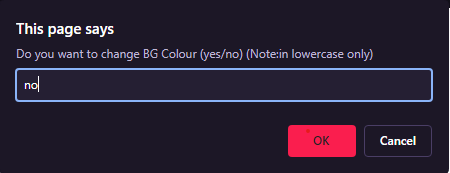 This page says
Do you want to change BG Colour (yes/no) (Note:in lowercase only)
no
OK
Cancel